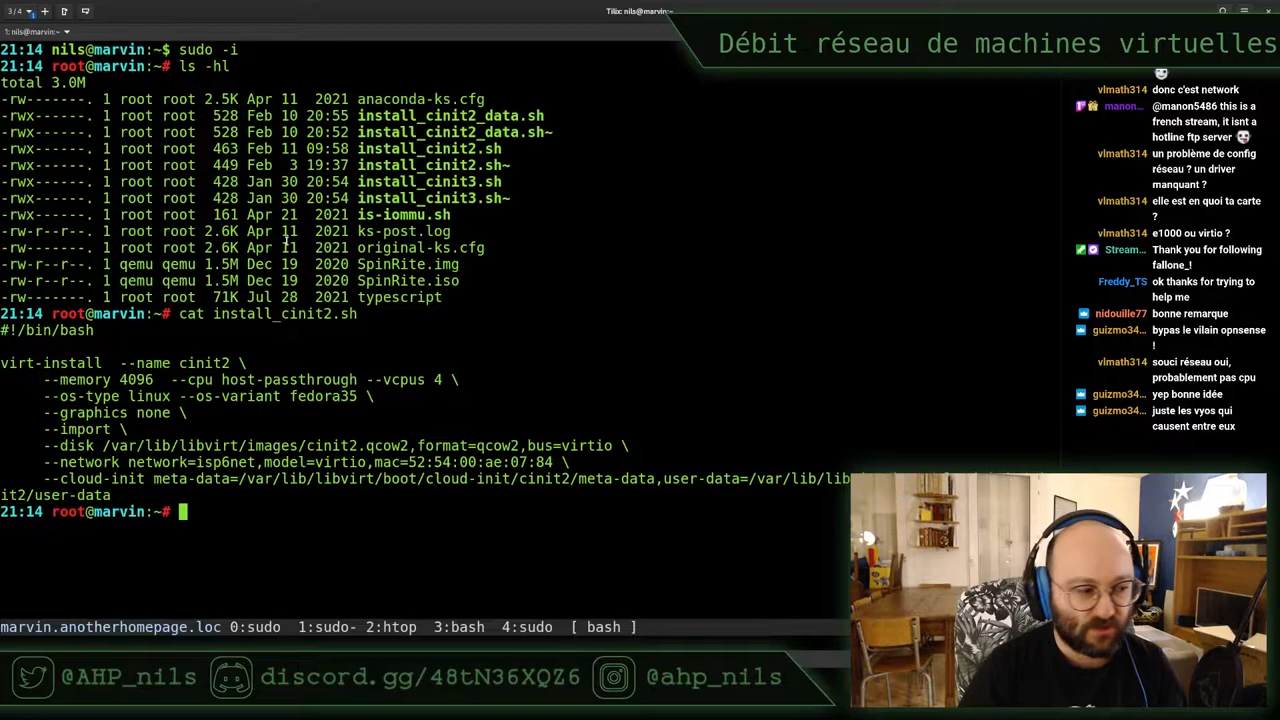 3/4
Tilix: nils@marvin:~
1: nils@marvin:~
Débit réseau de machines virtuelles
21:14 nils@marvin:~$ sudo -i
21:14 root@marvin:~# ls -hl
total 3.0M
-rw-------. 1 root root 2.5K Apr 11  2021 anaconda-ks.cfg
-rwx------. 1 root root  528 Feb 10 20:55 install_cinit2_data.sh
-rwx------. 1 root root  528 Feb 10 20:52 install_cinit2_data.sh~
-rwx------. 1 root root  463 Feb 11 09:58 install_cinit2.sh
-rwx------. 1 root root  449 Feb  3 19:37 install_cinit2.sh~
-rwx------. 1 root root  428 Jan 30 20:54 install_cinit3.sh
-rwx------. 1 root root  428 Jan 30 20:54 install_cinit3.sh~
-rwx------. 1 root root  161 Apr 21  2021 is-iommu.sh
-rw-r--r--. 1 root root 2.6K Apr 11  2021 ks-post.log
-rw-r--r--. 1 root root 2.6K Apr 11  2021 original-ks.cfg
-rw-r--r--. 1 qemu qemu 1.5M Dec 19  2020 SpinRite.img
-rw-r--r--. 1 qemu qemu 1.5M Dec 19  2020 SpinRite.iso
-rw-------. 1 root root  71K Jul 28  2021 typescript
21:14 root@marvin:~# cat install_cinit2.sh
#!/bin/bash
virt-install  --name cinit2 \
--memory 4096  --cpu host-passthrough --vcpus 4 \
--os-type linux --os-variant fedora35 \
--graphics none \
--import \
--disk /var/lib/libvirt/images/cinit2.qcow2,format=qcow2,bus=virtio \
--network network=isp6net,model=virtio,mac=52:54:00:ae:07:84 \
--cloud-init meta-data=/var/lib/libvirt/boot/cloud-init/cinit2/meta-data,user-data=/var/lib/lib
it2/user-data
21:14 root@marvin:~#
marvin.anotherhomepage.loc 0:sudo  1:sudo- 2:htop  3:bash  4:sudo  [ bash ]
vlmath314 donc c'est network
manon... @manon5486 this is a
french stream, it isnt a
hotline ftp server
vlmath314 un problème de config
réseau ? un driver
manquant ?
vlmath314 elle est en quoi ta carte
?
vlmath314 e1000 ou virtio ?
Stream... Thank you for following
fallone_!
Freddy_TS ok thanks for trying to
help me
nidouille77 bonne remarque
guizmo34... bypas le vilain opnsense
!
vlmath314 souci réseau oui,
probablement pas cpu
guizmo34... yep bonne idée
guizmo34... juste les vyos qui
causent entre eux
@AHP_nils
discord.gg/48tN36XQZ6
@ahp_nils